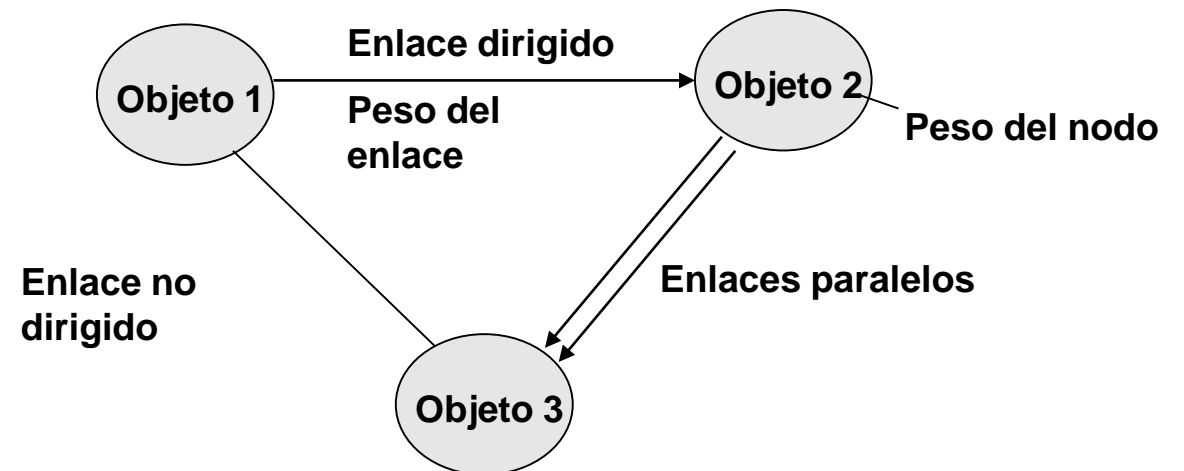 Enlace dirigido
Objeto 1
Objeto 2
Peso del
enlace
Peso del nodo
Enlace no
dirigido
Enlaces paralelos
Objeto 3